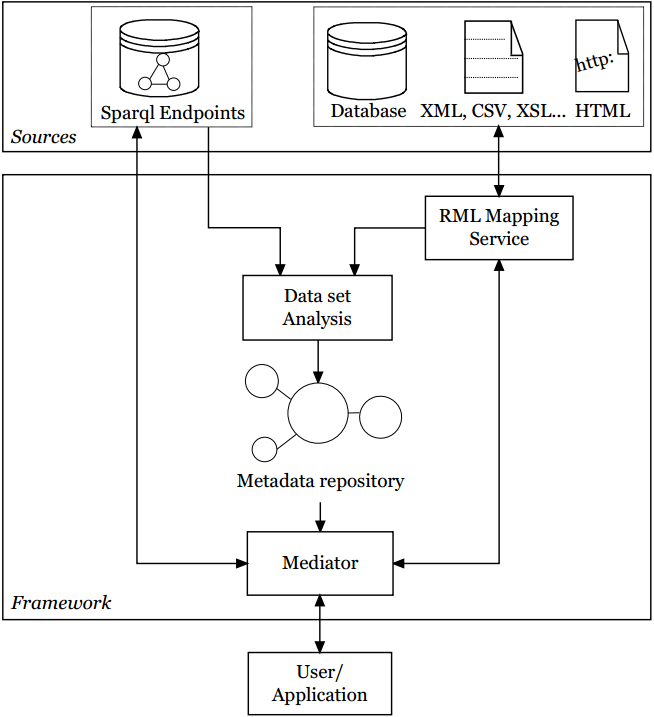 http:
Sparql Endpoints
Database
XML, CSV, XSL...
HTML
Sources
RML Mapping
Service
Data set
Analysis
Metadata repository
Mediator
Framework
User/
Application